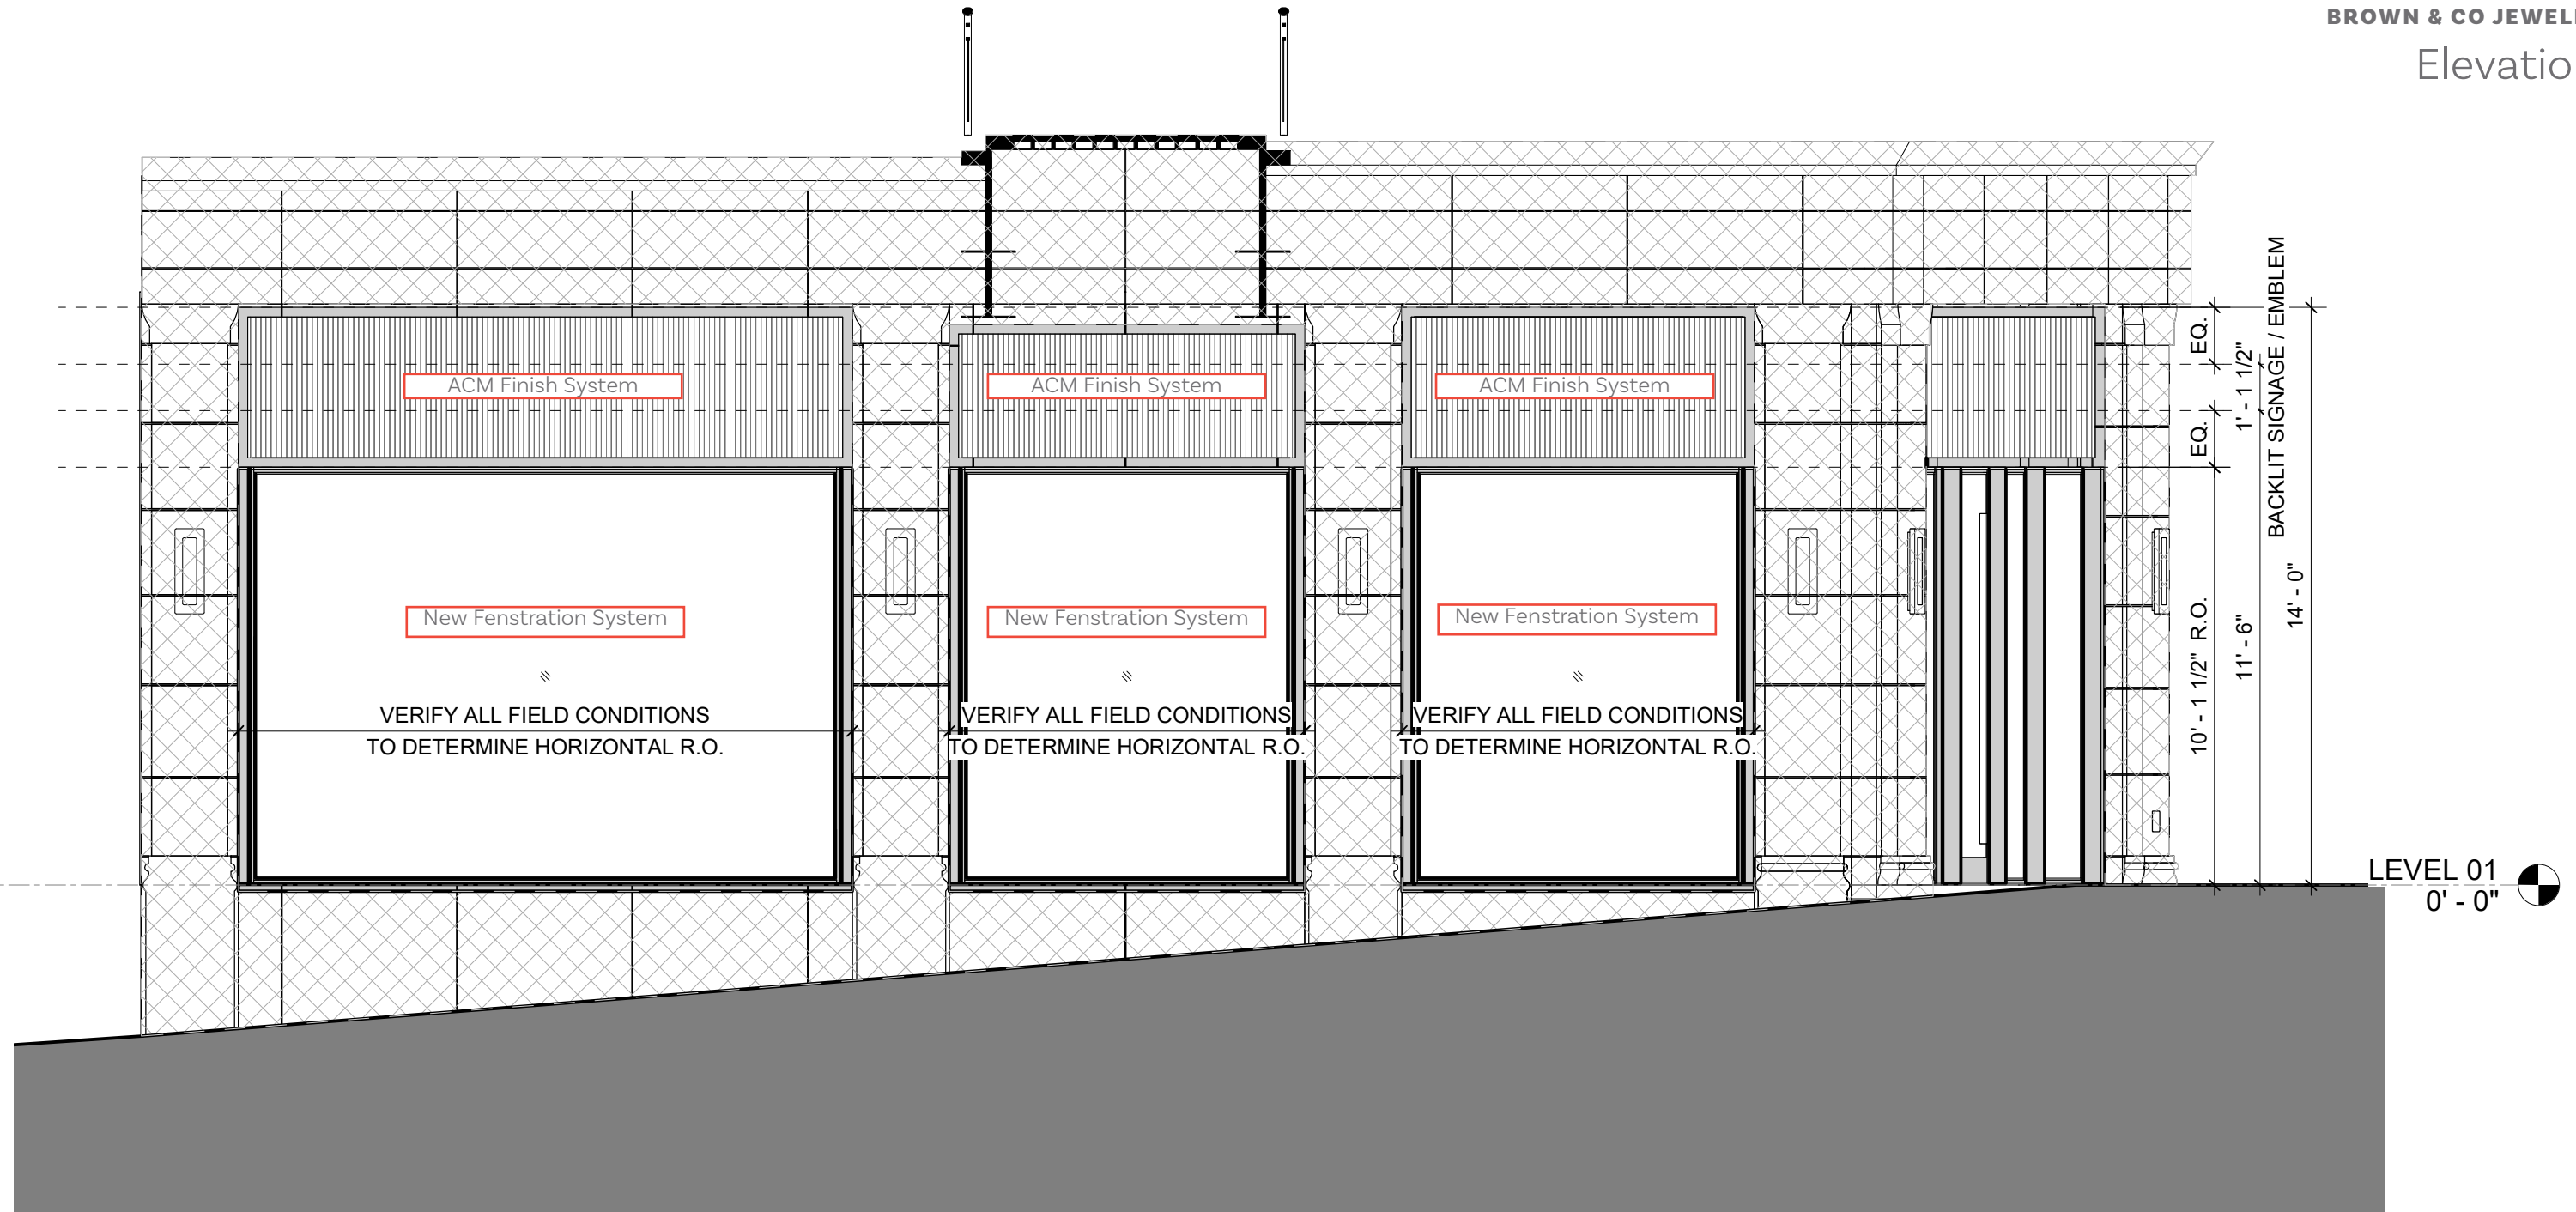 BROWN & CO JEWEL
Elevatio
EQ.
1' - 1 1/2"
BACKLIT SIGNAGE / EMBLEM
EQ.
ACM Finish System
ACM Finish System
ACM Finish System
14' - 0"
10' - 1 1/2" R.O.
11' - 6"
New Fenstration System
New Fenstration System
New Fenstration System
VERIFY ALL FIELD CONDITIONS
TO DETERMINE HORIZONTAL R.O.
VERIFY ALL FIELD CONDITIONS
TO DETERMINE HORIZONTAL R.O.
VERIFY ALL FIELD CONDITIONS
TO DETERMINE HORIZONTAL R.O.
LEVEL 01
0' - 0"